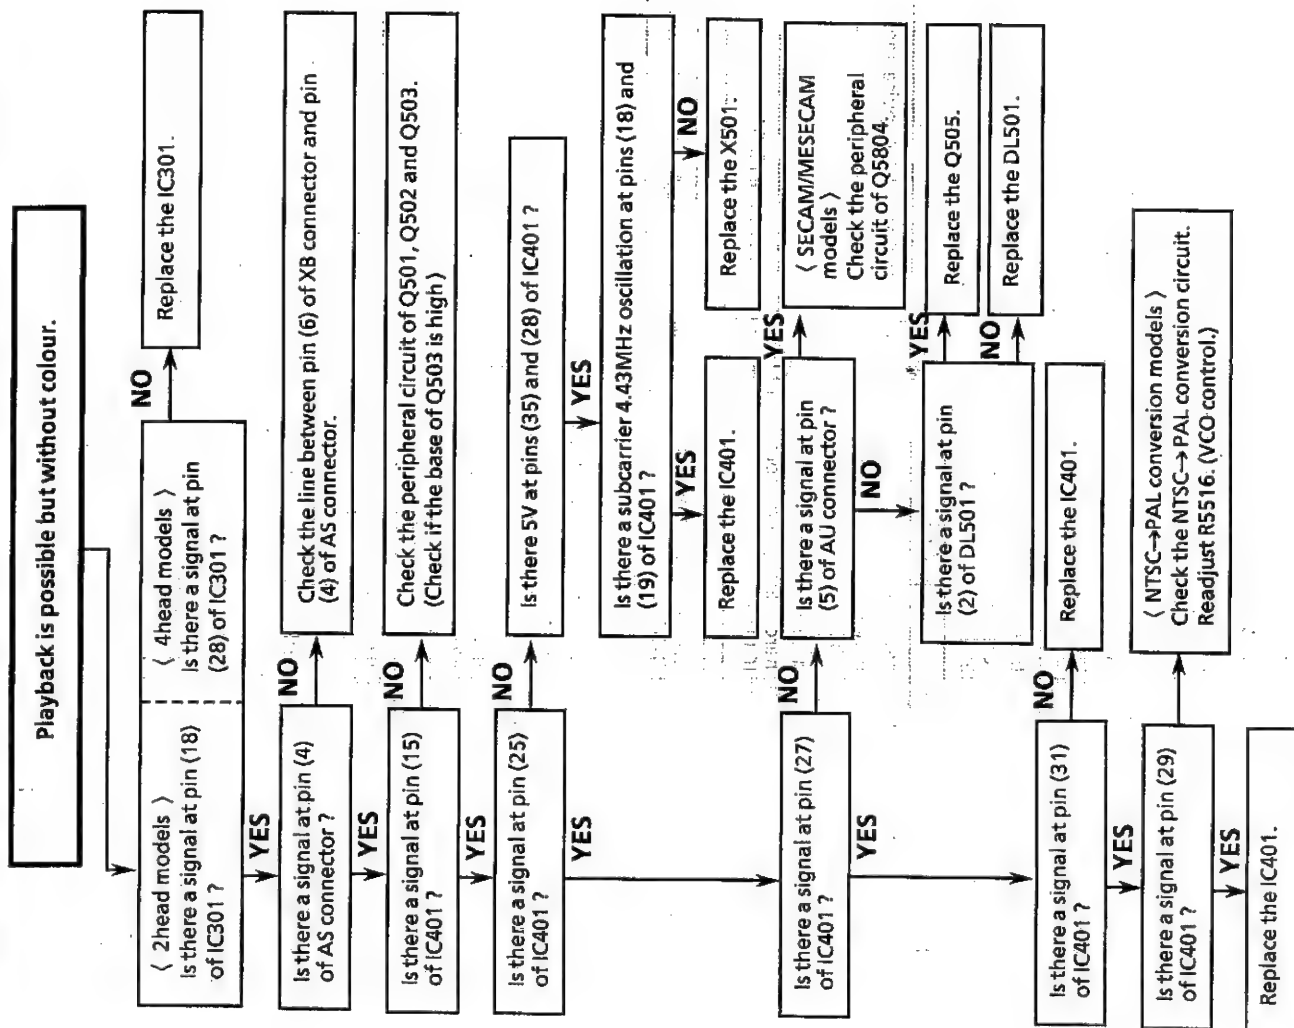 Playback is possible but without colour.
〈 2head models 〉
Is there a signal at pin (18)
of IC301 ?
〈 4head models 〉
Is there a signal at pin
(28) of IC301 ?
NO
Replace the IC301.
YES
Is there a signal at pin (4)
of AS connector ?
NO
Check the line between pin (6) of XB connector and pin
(4) of AS connector.
YES
Is there a signal at pin (15)
of IC401 ?
NO
Check the peripheral circuit of Q501, Q502 and Q503.
(Check if the base of Q503 is high)
YES
Is there a signal at pin (25)
of IC401 ?
NO
Is there 5V at pins (35) and (28) of IC401 ?
YES
Is there a subcarrier 4.43MHz oscillation at pins (18) and
(19) of IC401 ?
YES
Replace the IC401.
NO
Replace the X501.
YES
Is there a signal at pin (27)
of IC401 ?
NO
Is there a signal at pin
(5) of AU connector ?
YES
〈 SECAM/MESECAM
models 〉
Check the peripheral
circuit of Q5804.
NO
Is there a signal at pin
(2) of DL501 ?
YES
Replace the Q505.
NO
Replace the DL501.
YES
Is there a signal at pin (31)
of IC401 ?
NO
Replace the IC401.
YES
Is there a signal at pin (29)
of IC401 ?
〈 NTSC→PAL conversion models 〉
Check the NTSC→PAL conversion circuit.
Readjust R5516. (VCO control.)
YES
Replace the IC401.